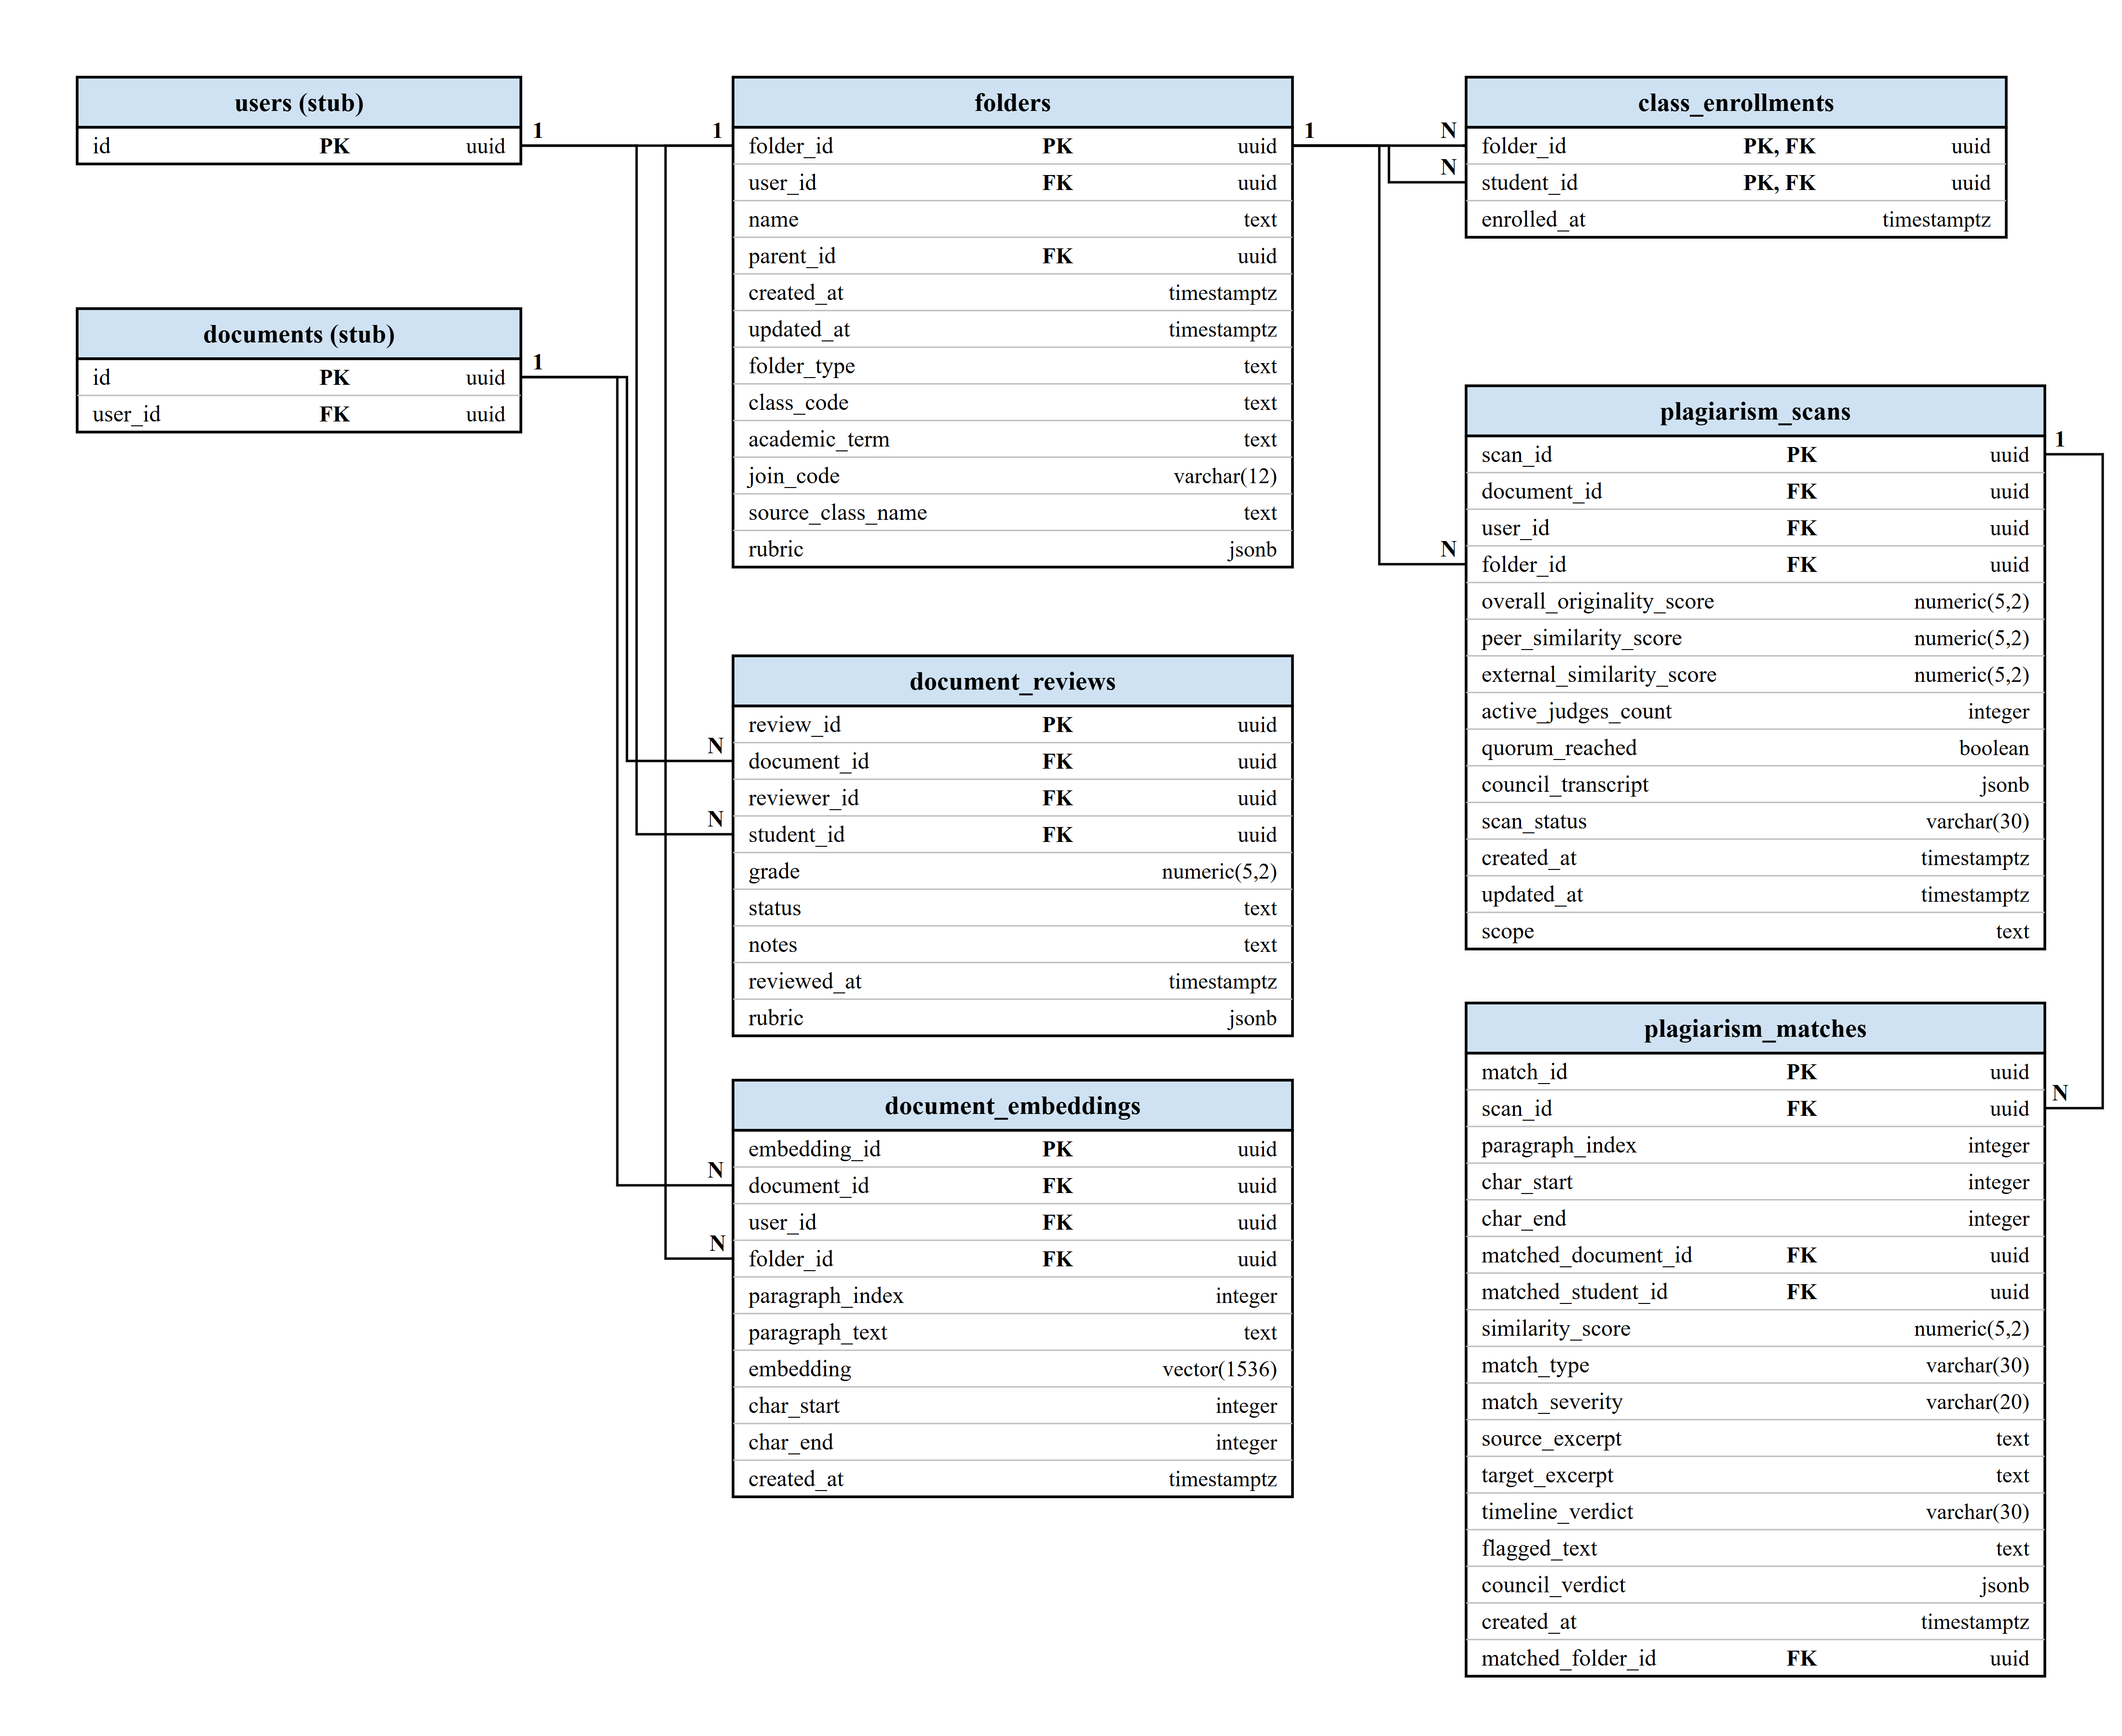 users (stub)
1
id PK uuid
documents (stub)
1
id PK uuid
user_id FK uuid
folders
1
1
folder_id PK uuid
user_id FK uuid
name text
parent_id FK uuid
created_at timestamptz
updated_at timestamptz
folder_type text
class_code text
academic_term text
join_code varchar(12)
source_class_name text
rubric jsonb
document_reviews
review_id PK uuid
N
document_id FK uuid
reviewer_id FK uuid
N
student_id FK uuid
grade numeric(5,2)
status text
notes text
reviewed_at timestamptz
rubric jsonb
document_embeddings
embedding_id PK uuid
N
document_id FK uuid
user_id FK uuid
N
folder_id FK uuid
paragraph_index integer
paragraph_text text
embedding vector(1536)
char_start integer
char_end integer
created_at timestamptz
class_enrollments
N
folder_id PK, FK uuid
N
student_id PK, FK uuid
enrolled_at timestamptz
plagiarism_scans
1
scan_id PK uuid
document_id FK uuid
user_id FK uuid
N
folder_id FK uuid
overall_originality_score numeric(5,2)
peer_similarity_score numeric(5,2)
external_similarity_score numeric(5,2)
active_judges_count integer
quorum_reached boolean
council_transcript jsonb
scan_status varchar(30)
created_at timestamptz
updated_at timestamptz
scope text
plagiarism_matches
match_id PK uuid
N
scan_id FK uuid
paragraph_index integer
char_start integer
char_end integer
matched_document_id FK uuid
matched_student_id FK uuid
similarity_score numeric(5,2)
match_type varchar(30)
match_severity varchar(20)
source_excerpt text
target_excerpt text
timeline_verdict varchar(30)
flagged_text text
council_verdict jsonb
created_at timestamptz
matched_folder_id FK uuid